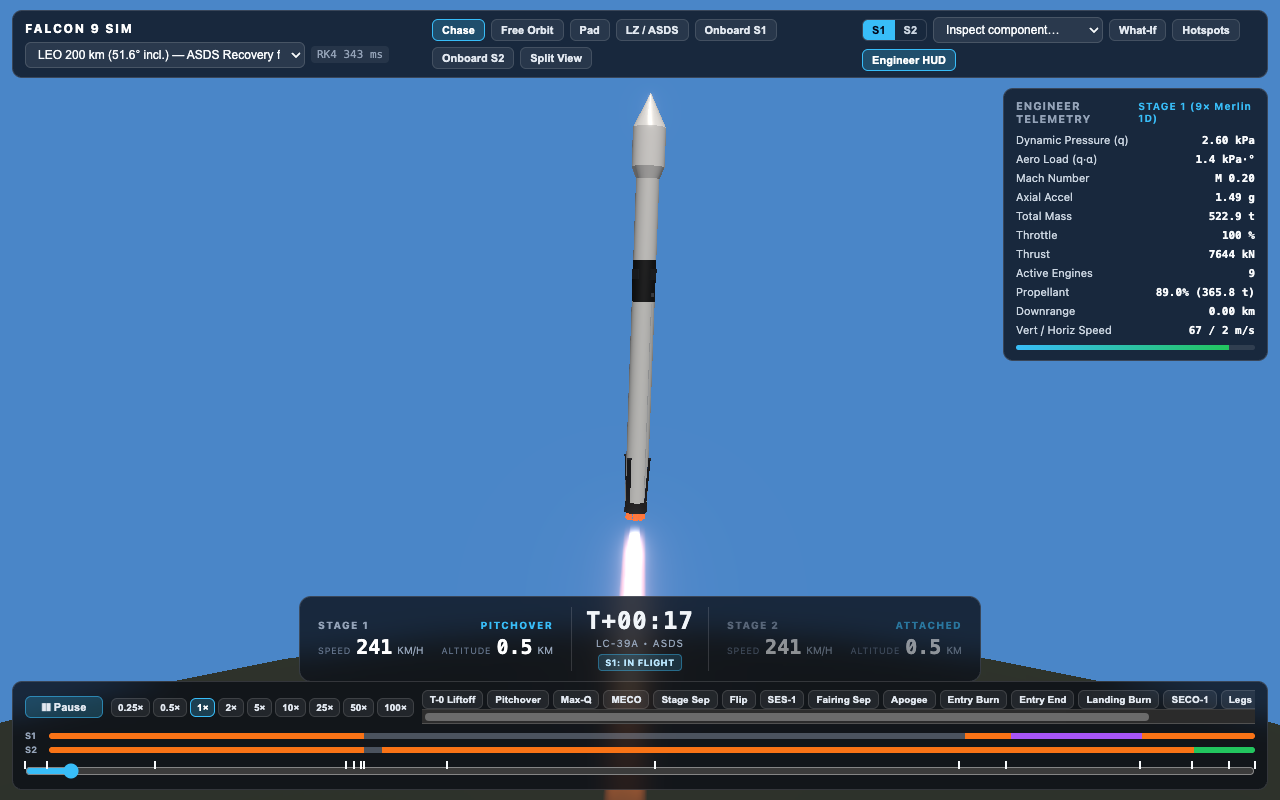 FALCON 9 SIM
LEO 200 km (51.6° incl.) — ASDS Recovery f
RK4 343 ms
Chase
Free Orbit
Pad
LZ / ASDS
Onboard S1
Onboard S2
Split View
S1
S2
Inspect component…
What-If
Hotspots
Engineer HUD
ENGINEER TELEMETRY
STAGE 1 (9× Merlin 1D)
Dynamic Pressure (q) 2.60 kPa
Aero Load (q·α) 1.4 kPa·°
Mach Number M 0.20
Axial Accel 1.49 g
Total Mass 522.9 t
Throttle 100 %
Thrust 7644 kN
Active Engines 9
Propellant 89.0% (365.8 t)
Downrange 0.00 km
Vert / Horiz Speed 67 / 2 m/s
STAGE 1 PITCHOVER
SPEED 241 KM/H ALTITUDE 0.5 KM
T+00:17
LC-39A • ASDS
S1: IN FLIGHT
STAGE 2 ATTACHED
SPEED 241 KM/H ALTITUDE 0.5 KM
Pause
0.25×
0.5×
1×
2×
5×
10×
25×
50×
100×
T-0 Liftoff
Pitchover
Max-Q
MECO
Stage Sep
Flip
SES-1
Fairing Sep
Apogee
Entry Burn
Entry End
Landing Burn
SECO-1
Legs
S1
S2